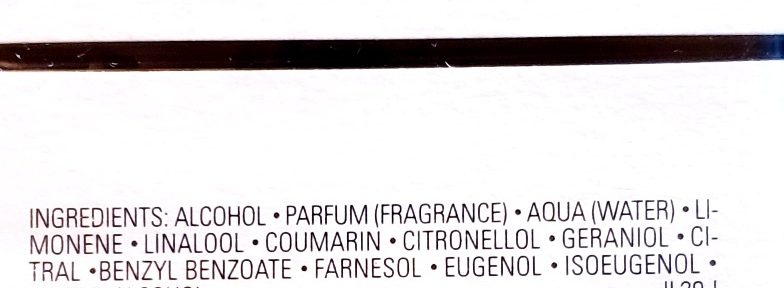 INGREDIENTS: ALCOHOL • PARFUM (FRAGRANCE) • AQUA (WATER) • LI-
MONENE • LINALOOL • COUMARIN • CITRONELLOL • GERANIOL • CI-
TRAL •BENZYL BENZOATE • FARNESOL • EUGENOL • ISOEUGENOL •